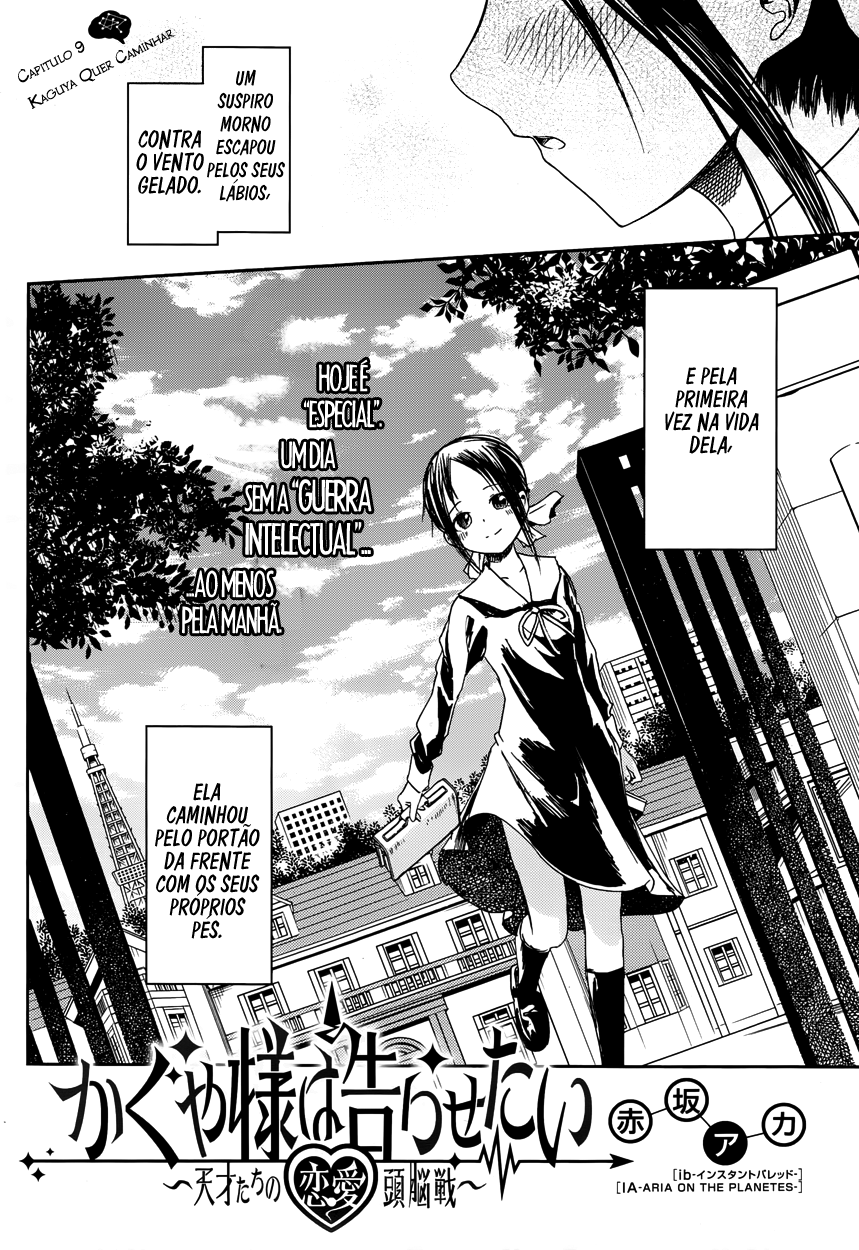 CAPITULO 9
KAGUYA QUER CAMINHAR
UM
SUSPIRO
MORNO
ESCAPOU
PELOS SEUS
LÁBIOS,
CONTRA
O VENTO
GELADO.
E PELA
PRIMEIRA
VEZ NA VIDA
DELA,
HOJE É
“ESPECIAL”.
UM DIA
SEM A “GUERRA
INTELECTUAL”...
...AO MENOS
PELA MANHÃ.
ELA
CAMINHOU
PELO PORTÃO
DA FRENTE
COM OS SEUS
PRÓPRIOS
PES.
かぐや様は告らせたい
～天才たちの恋愛頭脳戦～
赤坂アカ
[ib-インスタントバレット-]
[IA-ARIA ON THE PLANETES-]